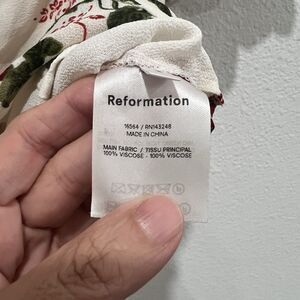 Reformation
16564 / RN143248
MADE IN CHINA
MAIN FABRIC / TISSU PRINCIPAL
100% VISCOSE - 100% VISCOSE